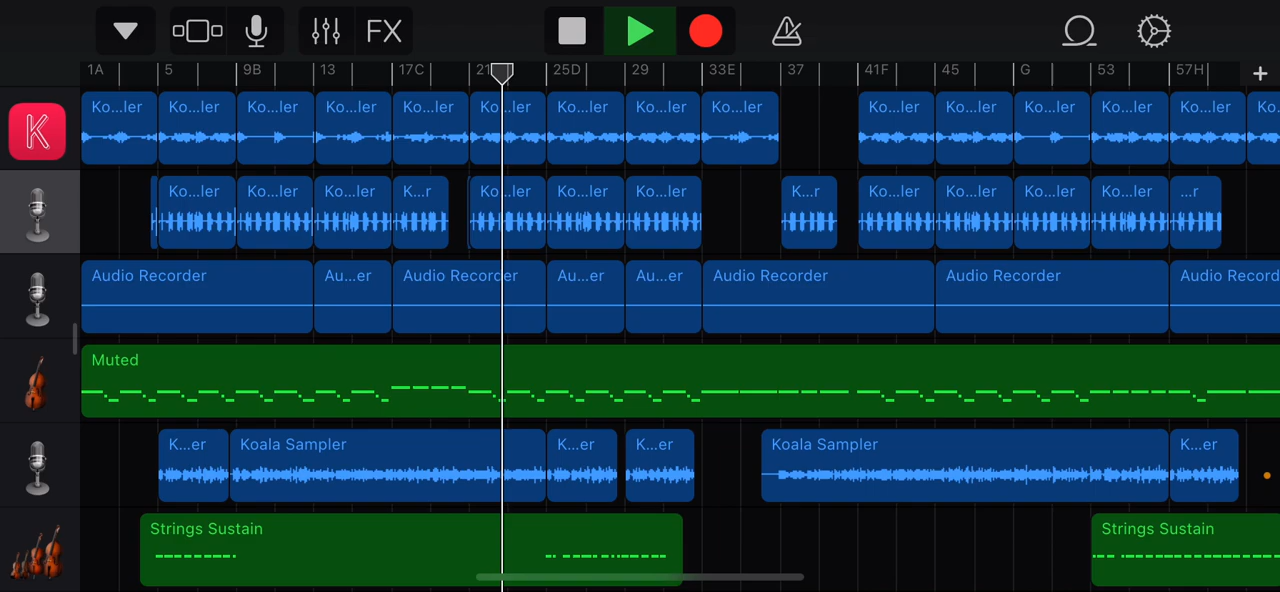 FX
1A 5 9B 13 17C 21 25D 29 33E 37 41F 45 G 53 57H +
K Ko...ler Ko...ler Ko...ler Ko...ler Ko...ler Ko...ler Ko...ler Ko...ler Ko...ler Ko...ler Ko...ler Ko...ler Ko...ler Ko...ler Ko.
Ko...ler Ko...ler Ko...ler K...r Ko...ler Ko...ler Ko...ler K...r Ko...ler Ko...ler Ko...ler Ko...ler ...r
Audio Recorder Au...er Audio Recorder Au...er Au...er Audio Recorder Audio Recorder Audio Record
Muted
K...er Koala Sampler K...er K...er Koala Sampler K...er
Strings Sustain Strings Sustain